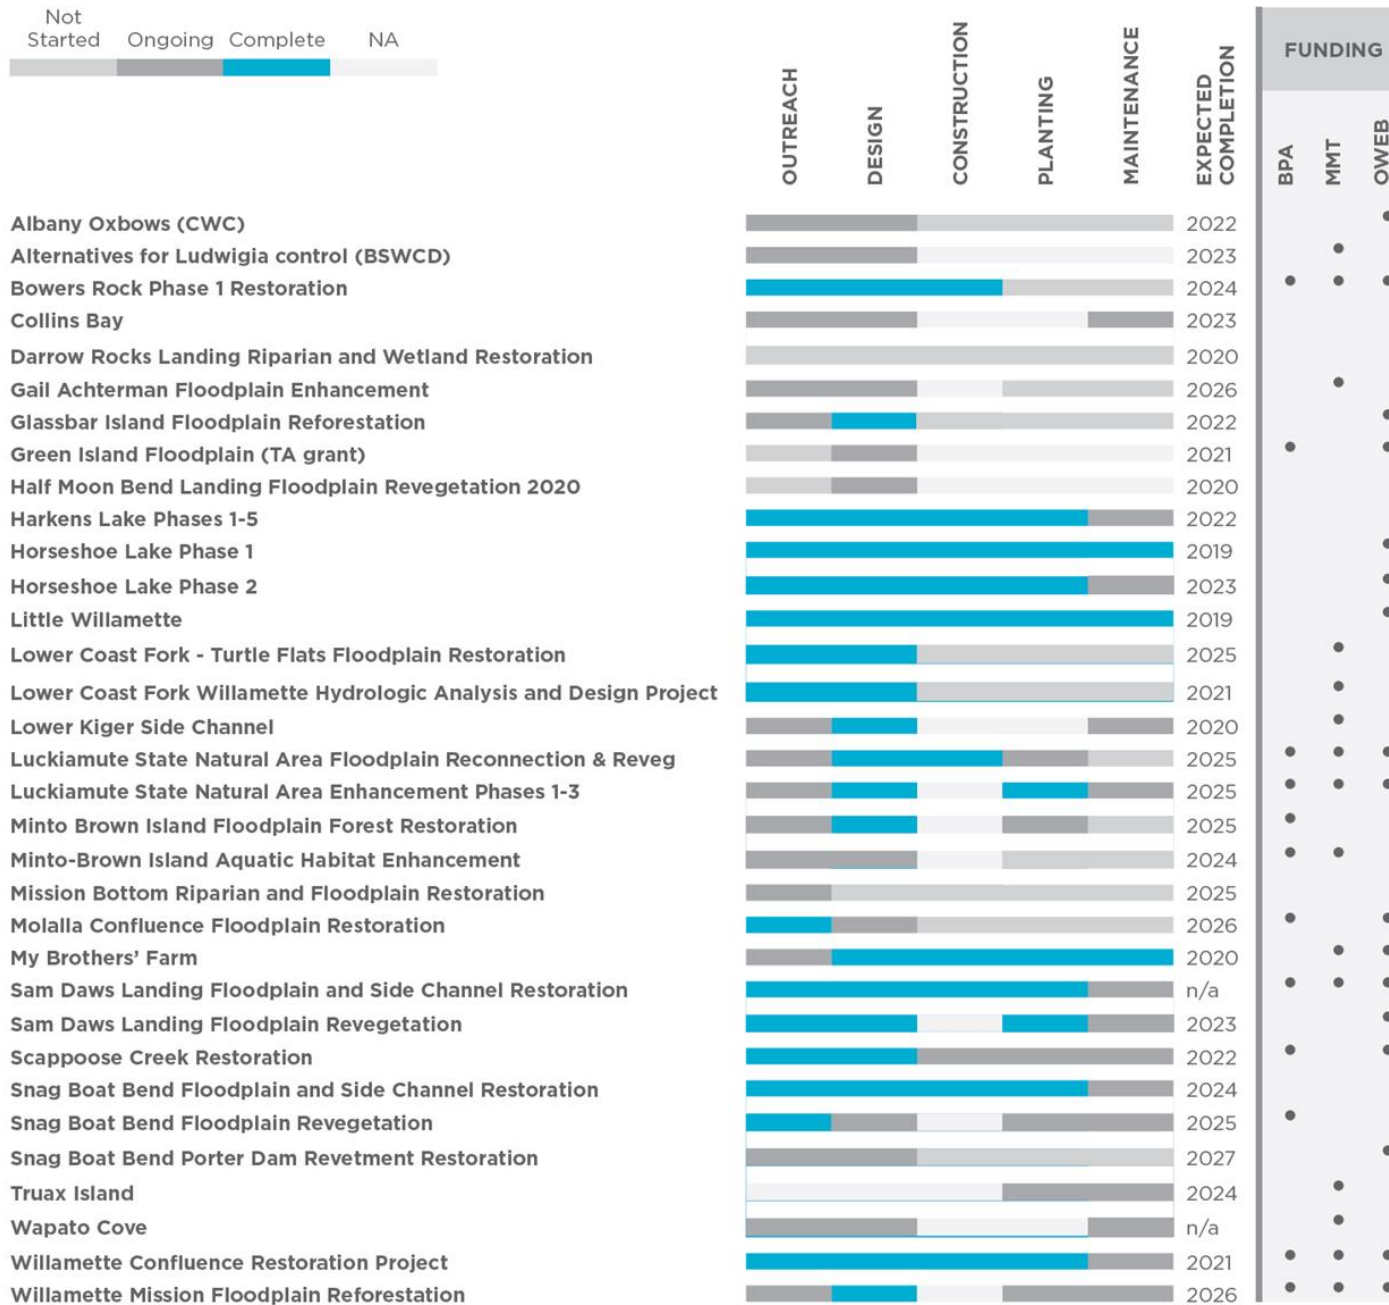 Not
Started Ongoing Complete NA
OUTREACH
DESIGN
CONSTRUCTION
PLANTING
MAINTENANCE
EXPECTED
COMPLETION
FUNDING
BPA
MMT
OWEB
Albany Oxbows (CWC) 2022
Alternatives for Ludwigia control (BSWCD) 2023
Bowers Rock Phase 1 Restoration 2024
Collins Bay 2023
Darrow Rocks Landing Riparian and Wetland Restoration 2020
Gail Achterman Floodplain Enhancement 2026
Glassbar Island Floodplain Reforestation 2022
Green Island Floodplain (TA grant) 2021
Half Moon Bend Landing Floodplain Revegetation 2020 2020
Harkens Lake Phases 1-5 2022
Horseshoe Lake Phase 1 2019
Horseshoe Lake Phase 2 2023
Little Willamette 2019
Lower Coast Fork - Turtle Flats Floodplain Restoration 2025
Lower Coast Fork Willamette Hydrologic Analysis and Design Project 2021
Lower Kiger Side Channel 2020
Luckiamute State Natural Area Floodplain Reconnection & Reveg 2025
Luckiamute State Natural Area Enhancement Phases 1-3 2025
Minto Brown Island Floodplain Forest Restoration 2025
Minto-Brown Island Aquatic Habitat Enhancement 2024
Mission Bottom Riparian and Floodplain Restoration 2025
Molalla Confluence Floodplain Restoration 2026
My Brothers' Farm 2020
Sam Daws Landing Floodplain and Side Channel Restoration n/a
Sam Daws Landing Floodplain Revegetation 2023
Scappoose Creek Restoration 2022
Snag Boat Bend Floodplain and Side Channel Restoration 2024
Snag Boat Bend Floodplain Revegetation 2025
Snag Boat Bend Porter Dam Revetment Restoration 2027
Truax Island 2024
Wapato Cove n/a
Willamette Confluence Restoration Project 2021
Willamette Mission Floodplain Reforestation 2026